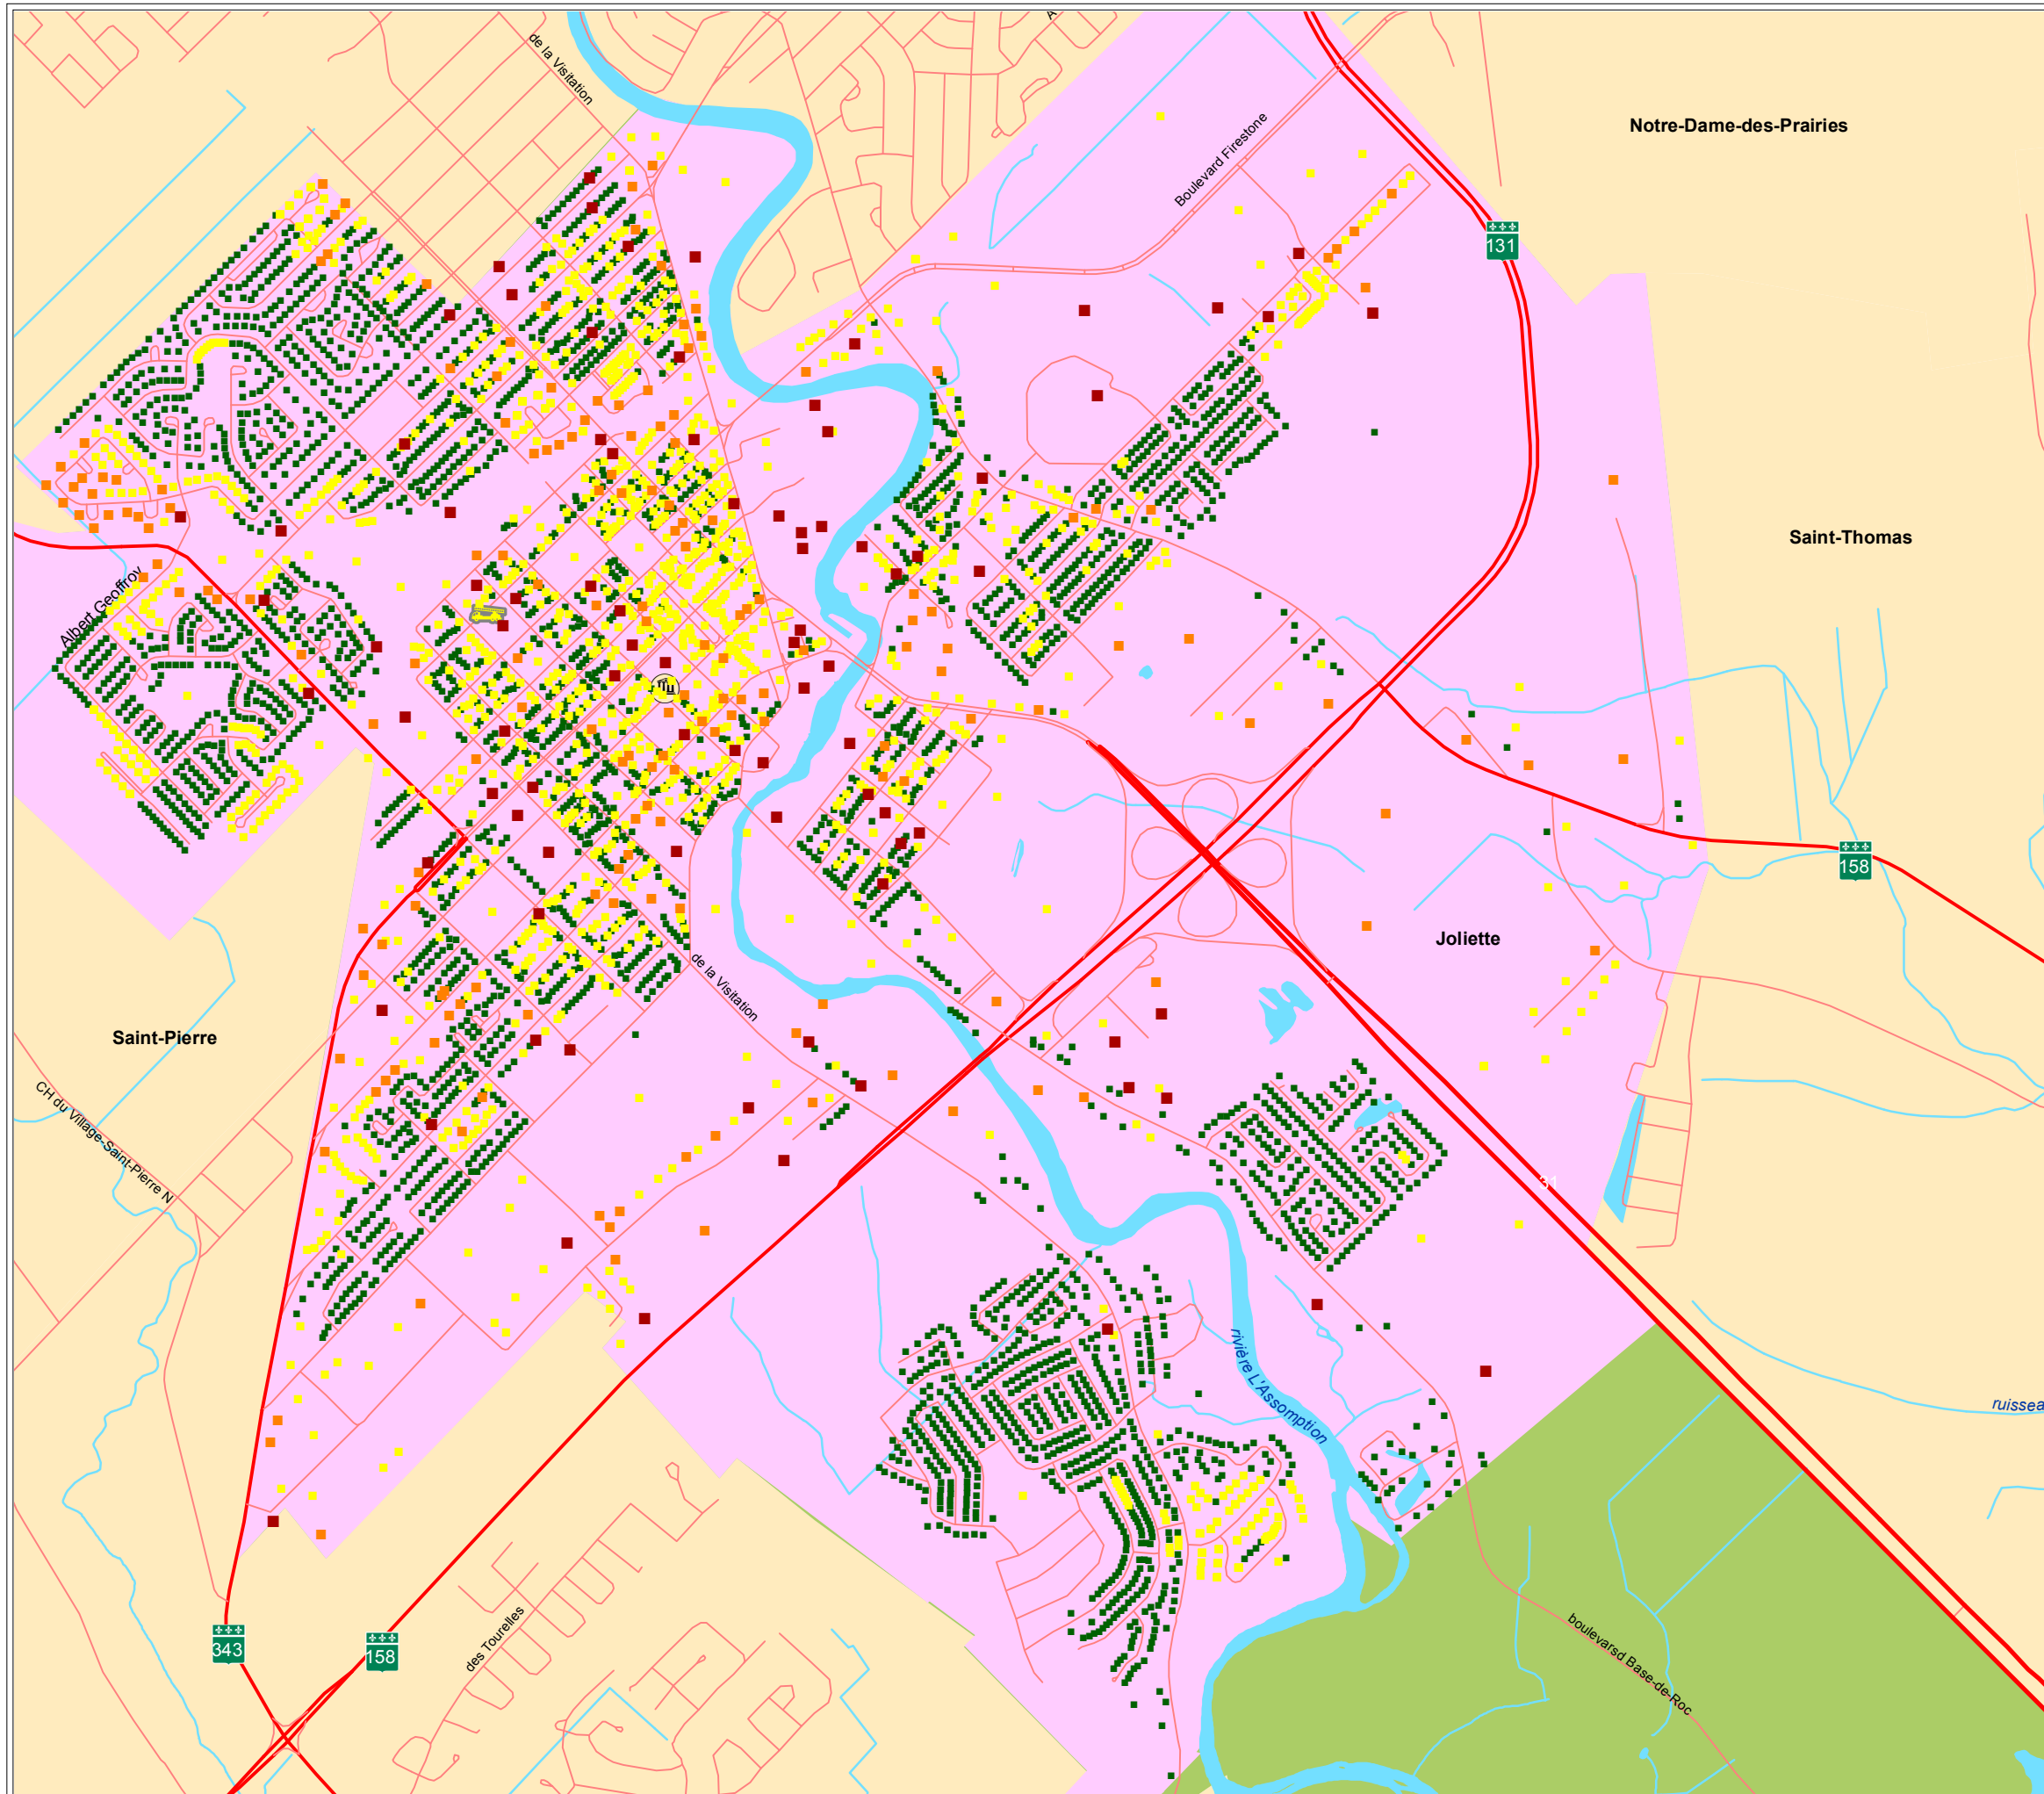 de la Visitation
A
Boulevard Firestone
Notre-Dame-des-Prairies
131
Saint-Thomas
Albert Geoffroy
158
Joliette
de la Visitation
Saint-Pierre
CH du Village-Saint-Pierre N
31
rivière L'Assomption
ruissea
343
158
des Tourelles
boulevarsd Base-de-Roc